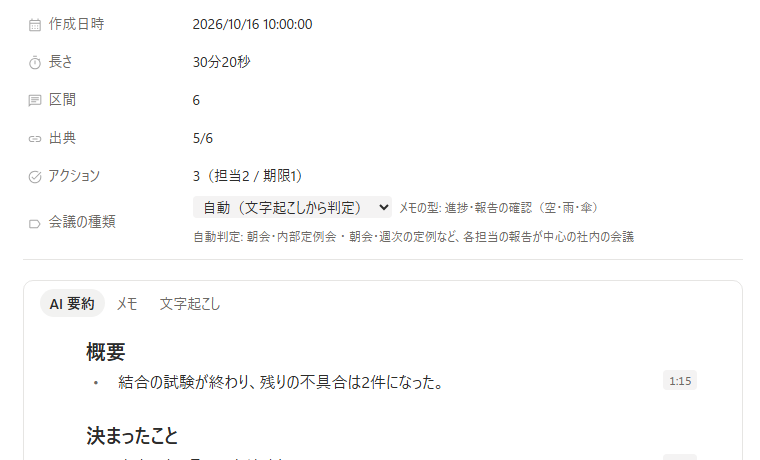 作成日時
2026/10/16 10:00:00
長さ
30分20秒
区間
6
出典
5/6
アクション
3（担当2 / 期限1）
会議の種類
自動（文字起こしから判定） メモの型: 進捗・報告の確認（空・雨・傘）
自動判定: 朝会・内部定例会 ・ 朝会・週次の定例など、各担当の報告が中心の社内の会議
AI 要約 メモ 文字起こし
概要
• 結合の試験が終わり、残りの不具合は2件になった。 1:15
決まったこと